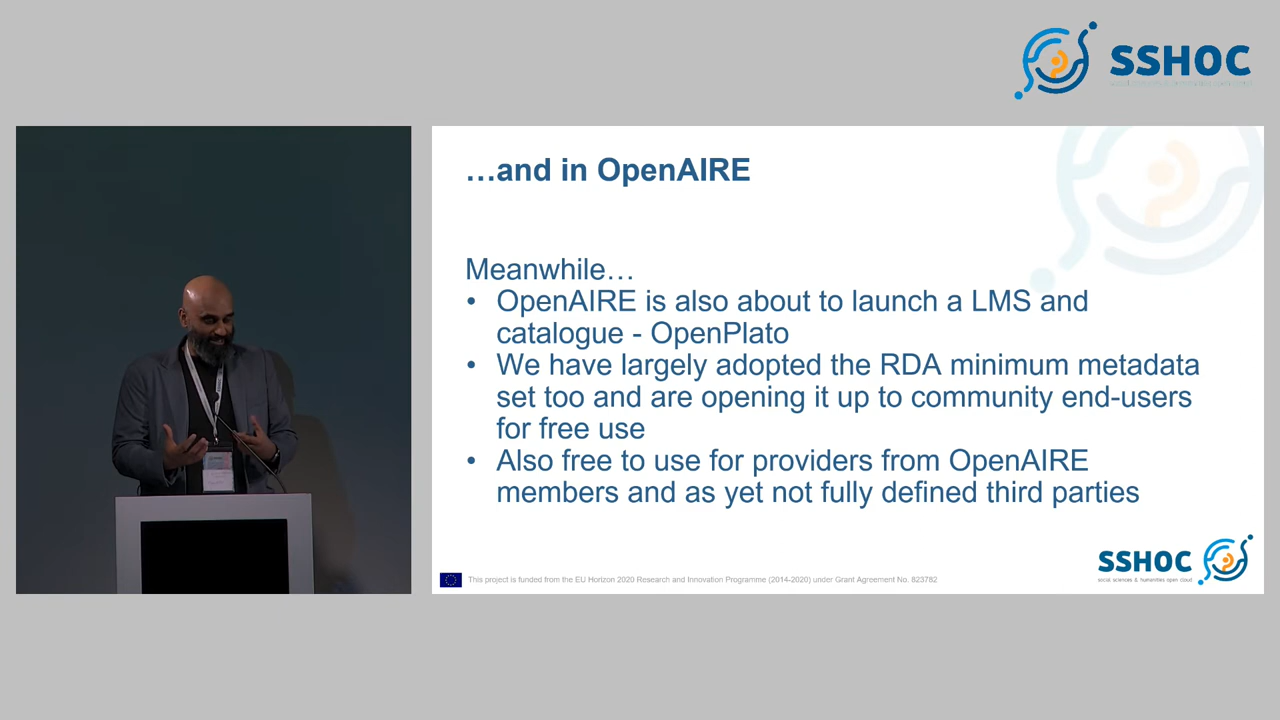 SSHOC
…and in OpenAIRE
Meanwhile…
• OpenAIRE is also about to launch a LMS and
catalogue - OpenPlato
• We have largely adopted the RDA minimum metadata
set too and are opening it up to community end-users
for free use
• Also free to use for providers from OpenAIRE
members and as yet not fully defined third parties
This project is funded from the EU Horizon 2020 Research and Innovation Programme (2014-2020) under Grant Agreement No. 823782
SSHOC
social sciences & humanities open cloud